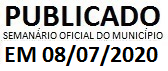 PUBLICADO
SEMANÁRIO OFICIAL DO MUNICÍPIO
EM 08/07/2020